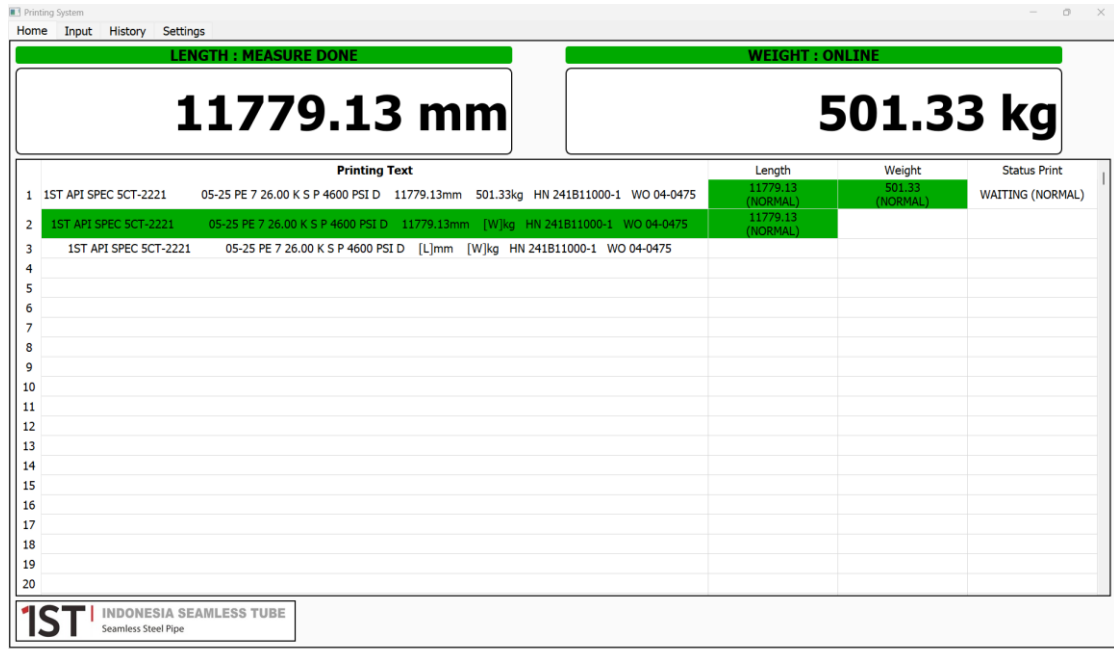 Printing System
Home Input History Settings
LENGTH : MEASURE DONE WEIGHT : ONLINE
11779.13 mm 501.33 kg
Printing Text Length Weight Status Print
1 1ST API SPEC 5CT-2221 05-25 PE 7 26.00 K S P 4600 PSI D 11779.13mm 501.33kg HN 241B11000-1 WO 04-0475 11779.13 (NORMAL) 501.33 (NORMAL) WAITING (NORMAL)
2 1ST API SPEC 5CT-2221 05-25 PE 7 26.00 K S P 4600 PSI D 11779.13mm [W]kg HN 241B11000-1 WO 04-0475 11779.13 (NORMAL)
3 1ST API SPEC 5CT-2221 05-25 PE 7 26.00 K S P 4600 PSI D [L]mm [W]kg HN 241B11000-1 WO 04-0475
4
5
6
7
8
9
10
11
12
13
14
15
16
17
18
19
20
1ST INDONESIA SEAMLESS TUBE
Seamless Steel Pipe